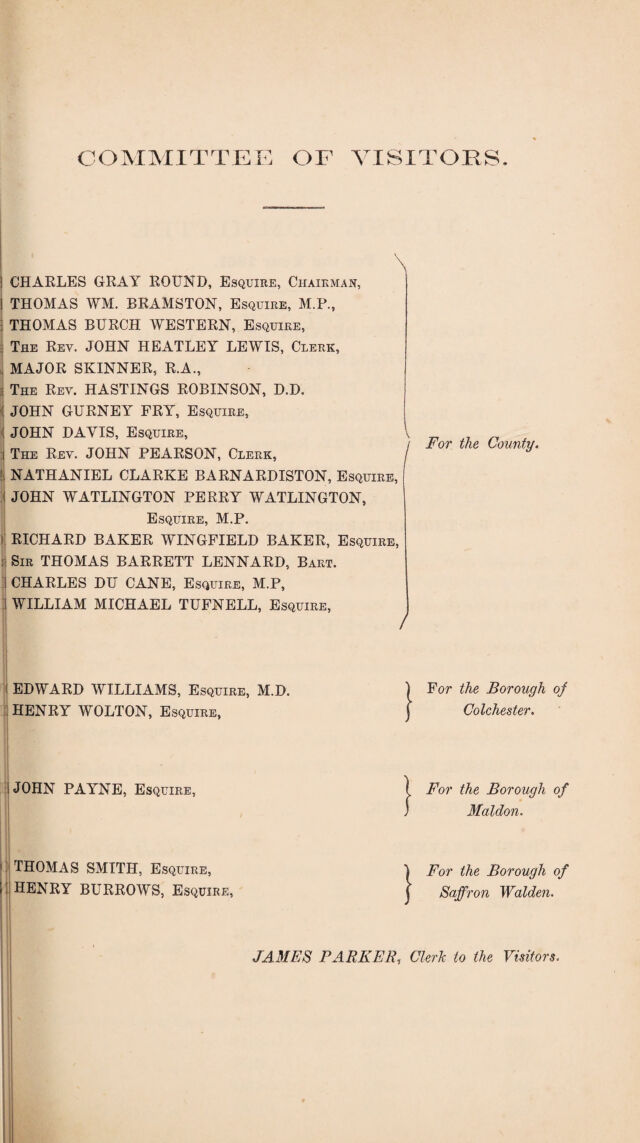 COMMITTEE OF VISITORS.
CHARLES GRAY ROUND, ESQUIRE, CHAIRMAN,
THOMAS WM. BRAMSTON, ESQUIRE, M.P.,
THOMAS BURCH WESTERN, ESQUIRE,
THE REV. JOHN HEATLEY LEWIS, CLERK,
MAJOR SKINNER, R.A.,
THE REV. HASTINGS ROBINSON, D.D.
JOHN GURNEY FRY, ESQUIRE,
JOHN DAVIS, ESQUIRE,
THE REV. JOHN PEARSON, CLERK,
NATHANIEL CLARKE BARNARDISTON, ESQUIRE,
JOHN WATLINGTON PERRY WATLINGTON,
ESQUIRE, M.P.
RICHARD BAKER WINGFIELD BAKER, ESQUIRE,
SIR THOMAS BARRETT LENNARD, BART.
CHARLES DU CANE, ESQUIRE, M.P,
WILLIAM MICHAEL TUFNELL, ESQUIRE,
For the County.
EDWARD WILLIAMS, ESQUIRE, M.D.
HENRY WOLTON, ESQUIRE,
For the Borough of
Colchester.
JOHN PAYNE, ESQUIRE,
For the Borough of
Maldon.
THOMAS SMITH, ESQUIRE,
HENRY BURROWS, ESQUIRE,
For the Borough of
Saffron Walden.
JAMES PARKER, Clerk to the Visitors.